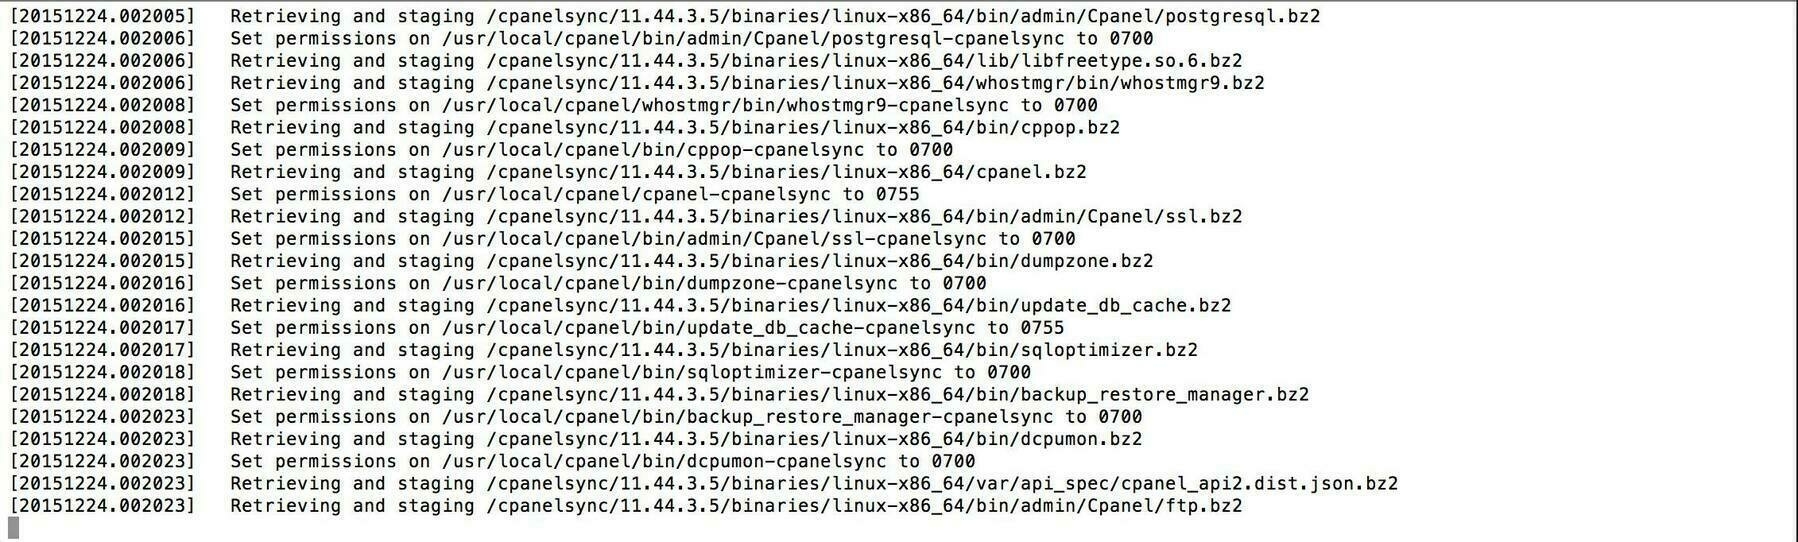 [20151224.002005]   Retrieving and staging /cpanelsync/11.44.3.5/binaries/linux-x86_64/bin/admin/Cpanel/postgresql.bz2
[20151224.002006]   Set permissions on /usr/local/cpanel/bin/admin/Cpanel/postgresql-cpanelsync to 0700
[20151224.002006]   Retrieving and staging /cpanelsync/11.44.3.5/binaries/linux-x86_64/lib/libfreetype.so.6.bz2
[20151224.002006]   Retrieving and staging /cpanelsync/11.44.3.5/binaries/linux-x86_64/whostmgr/bin/whostmgr9.bz2
[20151224.002008]   Set permissions on /usr/local/cpanel/whostmgr/bin/whostmgr9-cpanelsync to 0700
[20151224.002008]   Retrieving and staging /cpanelsync/11.44.3.5/binaries/linux-x86_64/bin/cppop.bz2
[20151224.002009]   Set permissions on /usr/local/cpanel/bin/cppop-cpanelsync to 0700
[20151224.002009]   Retrieving and staging /cpanelsync/11.44.3.5/binaries/linux-x86_64/cpanel.bz2
[20151224.002012]   Set permissions on /usr/local/cpanel/cpanel-cpanelsync to 0755
[20151224.002012]   Retrieving and staging /cpanelsync/11.44.3.5/binaries/linux-x86_64/bin/admin/Cpanel/ssl.bz2
[20151224.002015]   Set permissions on /usr/local/cpanel/bin/admin/Cpanel/ssl-cpanelsync to 0700
[20151224.002015]   Retrieving and staging /cpanelsync/11.44.3.5/binaries/linux-x86_64/bin/dumpzone.bz2
[20151224.002016]   Set permissions on /usr/local/cpanel/bin/dumpzone-cpanelsync to 0700
[20151224.002016]   Retrieving and staging /cpanelsync/11.44.3.5/binaries/linux-x86_64/bin/update_db_cache.bz2
[20151224.002017]   Set permissions on /usr/local/cpanel/bin/update_db_cache-cpanelsync to 0755
[20151224.002017]   Retrieving and staging /cpanelsync/11.44.3.5/binaries/linux-x86_64/bin/sqloptimizer.bz2
[20151224.002018]   Set permissions on /usr/local/cpanel/bin/sqloptimizer-cpanelsync to 0700
[20151224.002018]   Retrieving and staging /cpanelsync/11.44.3.5/binaries/linux-x86_64/bin/backup_restore_manager.bz2
[20151224.002023]   Set permissions on /usr/local/cpanel/bin/backup_restore_manager-cpanelsync to 0700
[20151224.002023]   Retrieving and staging /cpanelsync/11.44.3.5/binaries/linux-x86_64/bin/dcpumon.bz2
[20151224.002023]   Set permissions on /usr/local/cpanel/bin/dcpumon-cpanelsync to 0700
[20151224.002023]   Retrieving and staging /cpanelsync/11.44.3.5/binaries/linux-x86_64/var/api_spec/cpanel_api2.dist.json.bz2
[20151224.002023]   Retrieving and staging /cpanelsync/11.44.3.5/binaries/linux-x86_64/bin/admin/Cpanel/ftp.bz2